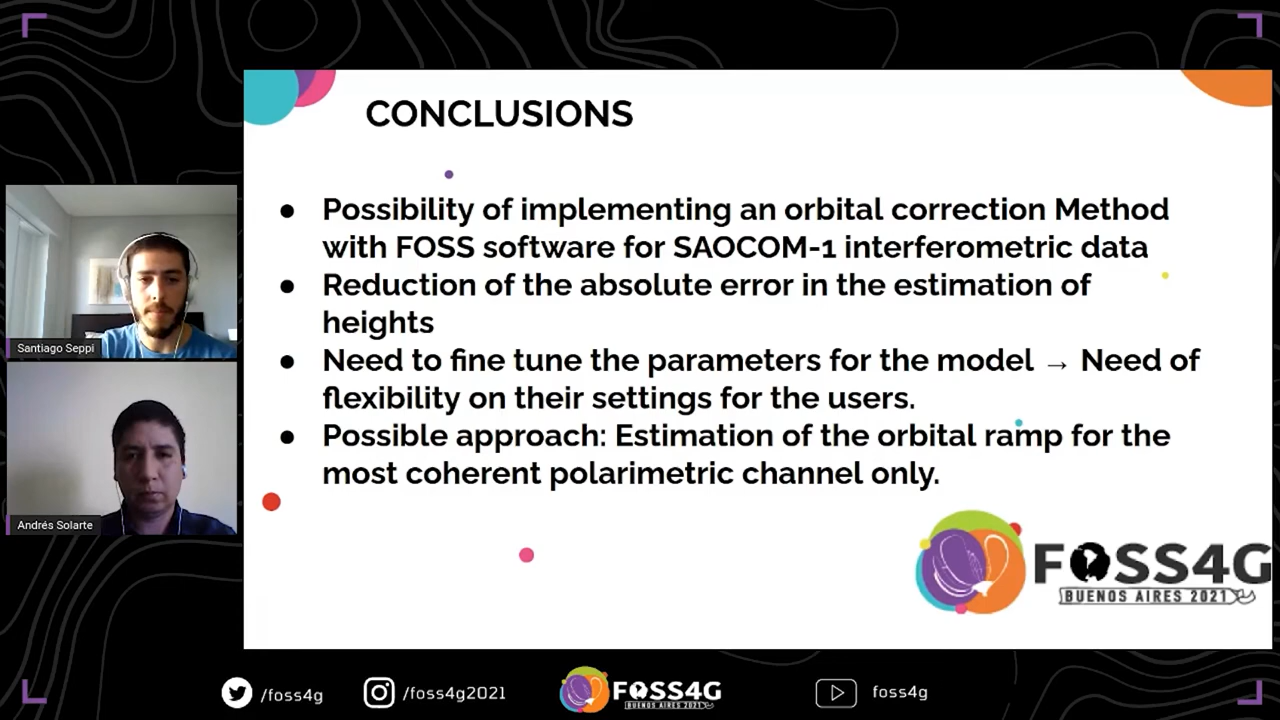 CONCLUSIONS
● Possibility of implementing an orbital correction Method
with FOSS software for SAOCOM-1 interferometric data
● Reduction of the absolute error in the estimation of
heights
● Need to fine tune the parameters for the model → Need of
flexibility on their settings for the users.
● Possible approach: Estimation of the orbital ramp for the
most coherent polarimetric channel only.
Santiago Seppi
Andrés Solarte
FOSS4G
BUENOS AIRES 2021
/foss4g
/foss4g2021
FOSS4G
BUENOS AIRES 2021
foss4g